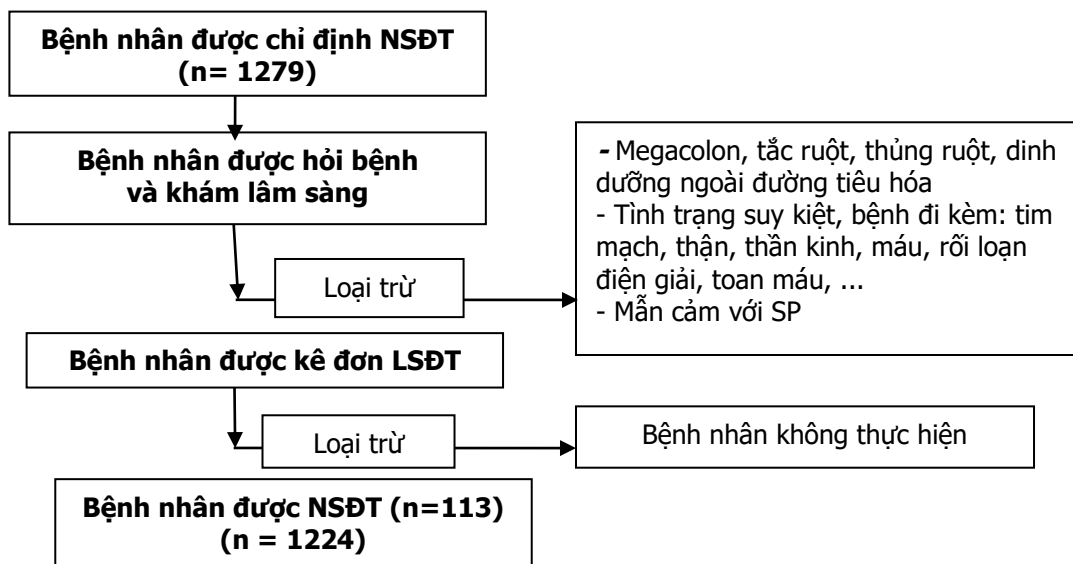 Bệnh nhân được chỉ định NSĐT
(n= 1279)
Bệnh nhân được hỏi bệnh
và khám lâm sàng
- Megacolon, tắc ruột, thủng ruột, dinh
dưỡng ngoài đường tiêu hóa
- Tình trạng suy kiệt, bệnh đi kèm: tim
mạch, thận, thần kinh, máu, rối loạn
điện giải, toan máu, ...
- Mẫn cảm với SP
Loại trừ
Bệnh nhân được kê đơn LSĐT
Loại trừ
Bệnh nhân không thực hiện
Bệnh nhân được NSĐT (n=113)
(n = 1224)